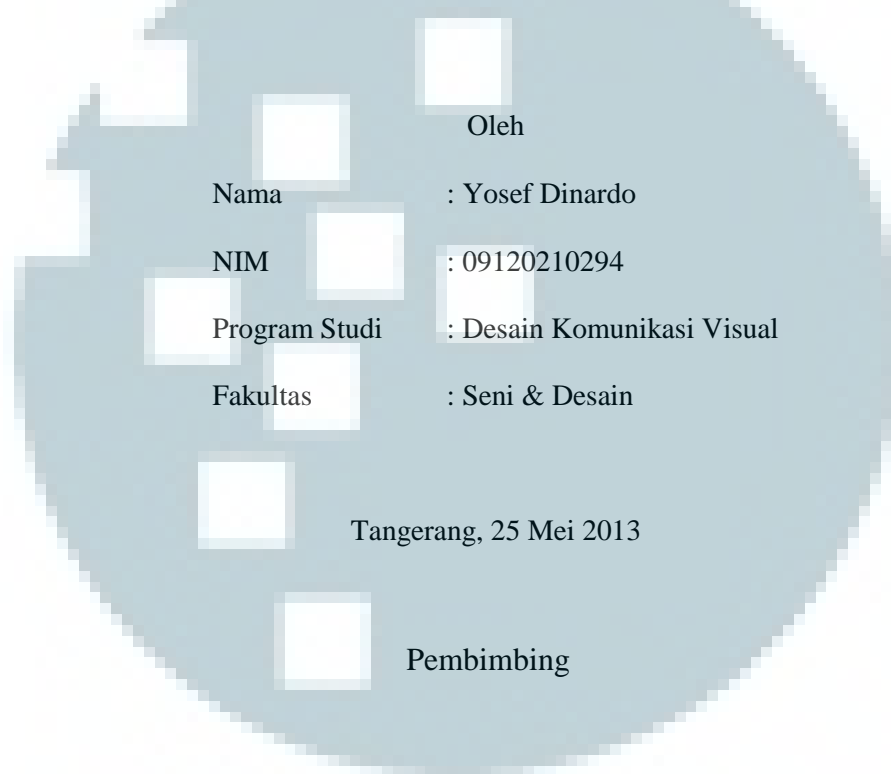 Oleh
Nama : Yosef Dinardo
NIM : 09120210294
Program Studi : Desain Komunikasi Visual
Fakultas : Seni & Desain
Tangerang, 25 Mei 2013
Pembimbing